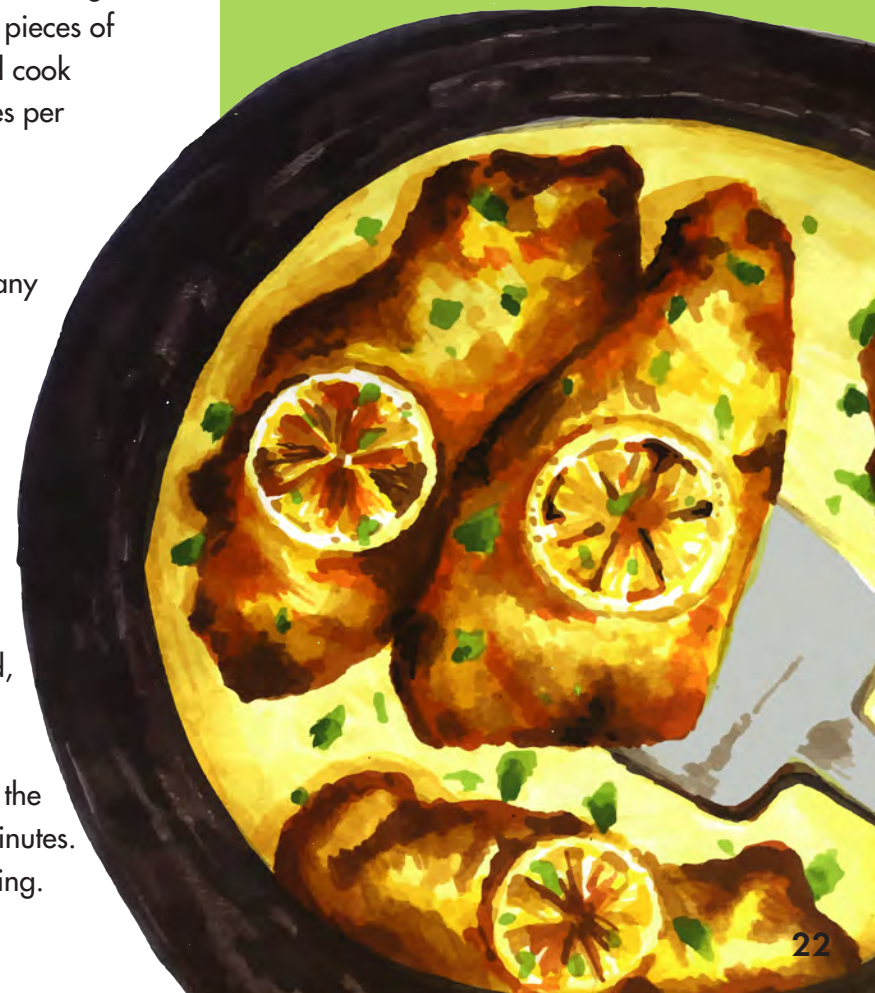 pieces of
cook
es per
any
the
inutes.
ing.
22